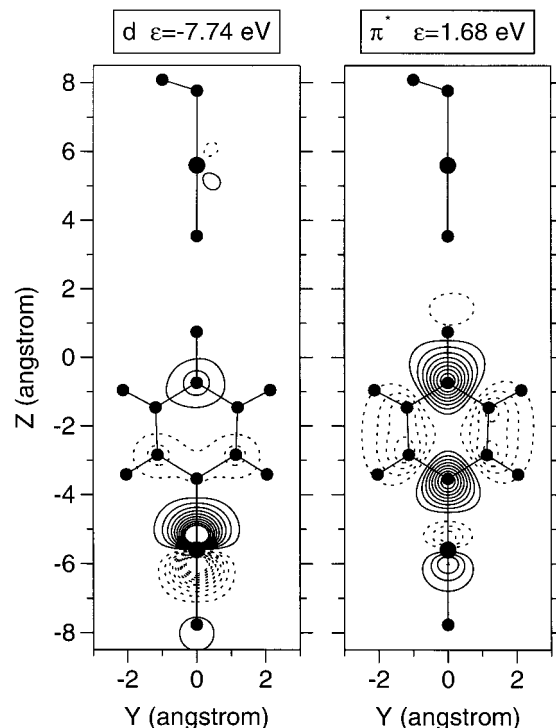 d ε=-7.74 eV
π* ε=1.68 eV
8
6
4
2
0
-2
-4
-6
-8
Z (angstrom)
-2 0 2
-2 0 2
Y (angstrom)
Y (angstrom)